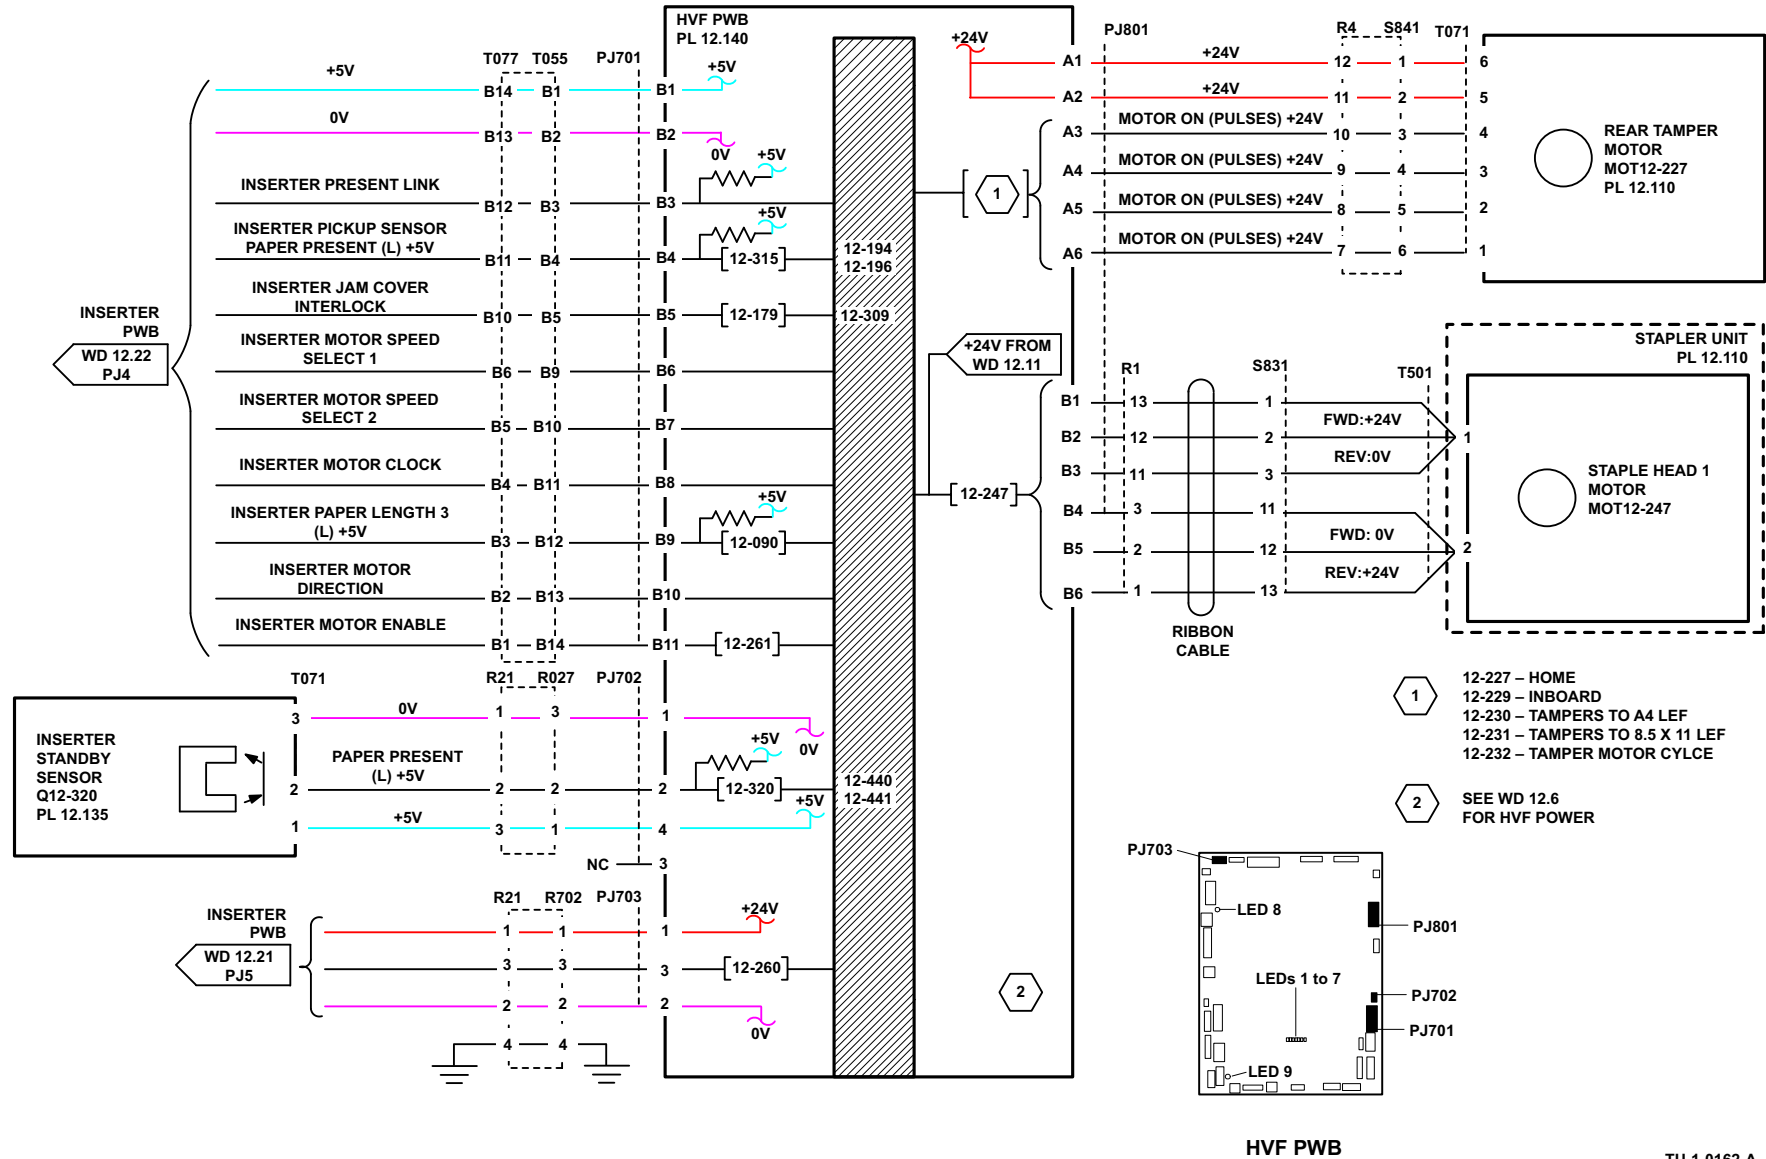 HVF PWB
PL 12.140
T077 T055 PJ701
+5V B14 B1 B1 +5V
0V B13 B2 B2 0V
INSERTER PRESENT LINK B12 B3 B3 +5V
INSERTER PICKUP SENSOR
PAPER PRESENT (L) +5V B11 B4 B4 +5V 12-315
12-194
12-196
INSERTER JAM COVER
INTERLOCK B10 B5 B5 12-179 12-309
INSERTER MOTOR SPEED
SELECT 1 B6 B9 B6
INSERTER MOTOR SPEED
SELECT 2 B5 B10 B7
INSERTER MOTOR CLOCK B4 B11 B8
INSERTER PAPER LENGTH 3
(L) +5V B3 B12 B9 +5V 12-090
INSERTER MOTOR
DIRECTION B2 B13 B10
INSERTER MOTOR ENABLE B1 B14 B11 12-261
INSERTER
PWB
WD 12.22
PJ4
T071 R21 R027 PJ702
INSERTER
STANDBY
SENSOR
Q12-320
PL 12.135
3 0V 1 3 1 0V
PAPER PRESENT
(L) +5V
2 2 2 2 +5V 12-320
12-440
12-441
1 +5V 3 1 4 +5V
NC 3
R21 R702 PJ703
INSERTER
PWB
WD 12.21
PJ5
1 1 1 +24V
3 3 3 12-260
2 2 2 0V
4 4
+24V PJ801 R4 S841 T071
A1 +24V 12 1 6
A2 +24V 11 2 5
A3 MOTOR ON (PULSES) +24V 10 3 4
A4 MOTOR ON (PULSES) +24V 9 4 3
A5 MOTOR ON (PULSES) +24V 8 5 2
A6 MOTOR ON (PULSES) +24V 7 6 1
1
REAR TAMPER
MOTOR
MOT12-227
PL 12.110
+24V FROM
WD 12.11
12-247
R1 S831 T501
B1 13 1
FWD:+24V
B2 12 2 1
REV:0V
B3 11 3
B4 3 11
FWD: 0V
B5 2 12 2
REV:+24V
B6 1 13
RIBBON
CABLE
STAPLER UNIT
PL 12.110
STAPLE HEAD 1
MOTOR
MOT12-247
2
1
12-227 – HOME
12-229 – INBOARD
12-230 – TAMPERS TO A4 LEF
12-231 – TAMPERS TO 8.5 X 11 LEF
12-232 – TAMPER MOTOR CYLCE
2
SEE WD 12.6
FOR HVF POWER
PJ703
LED 8
PJ801
LEDs 1 to 7
PJ702
PJ701
LED 9
HVF PWB
TU-1-0162-A